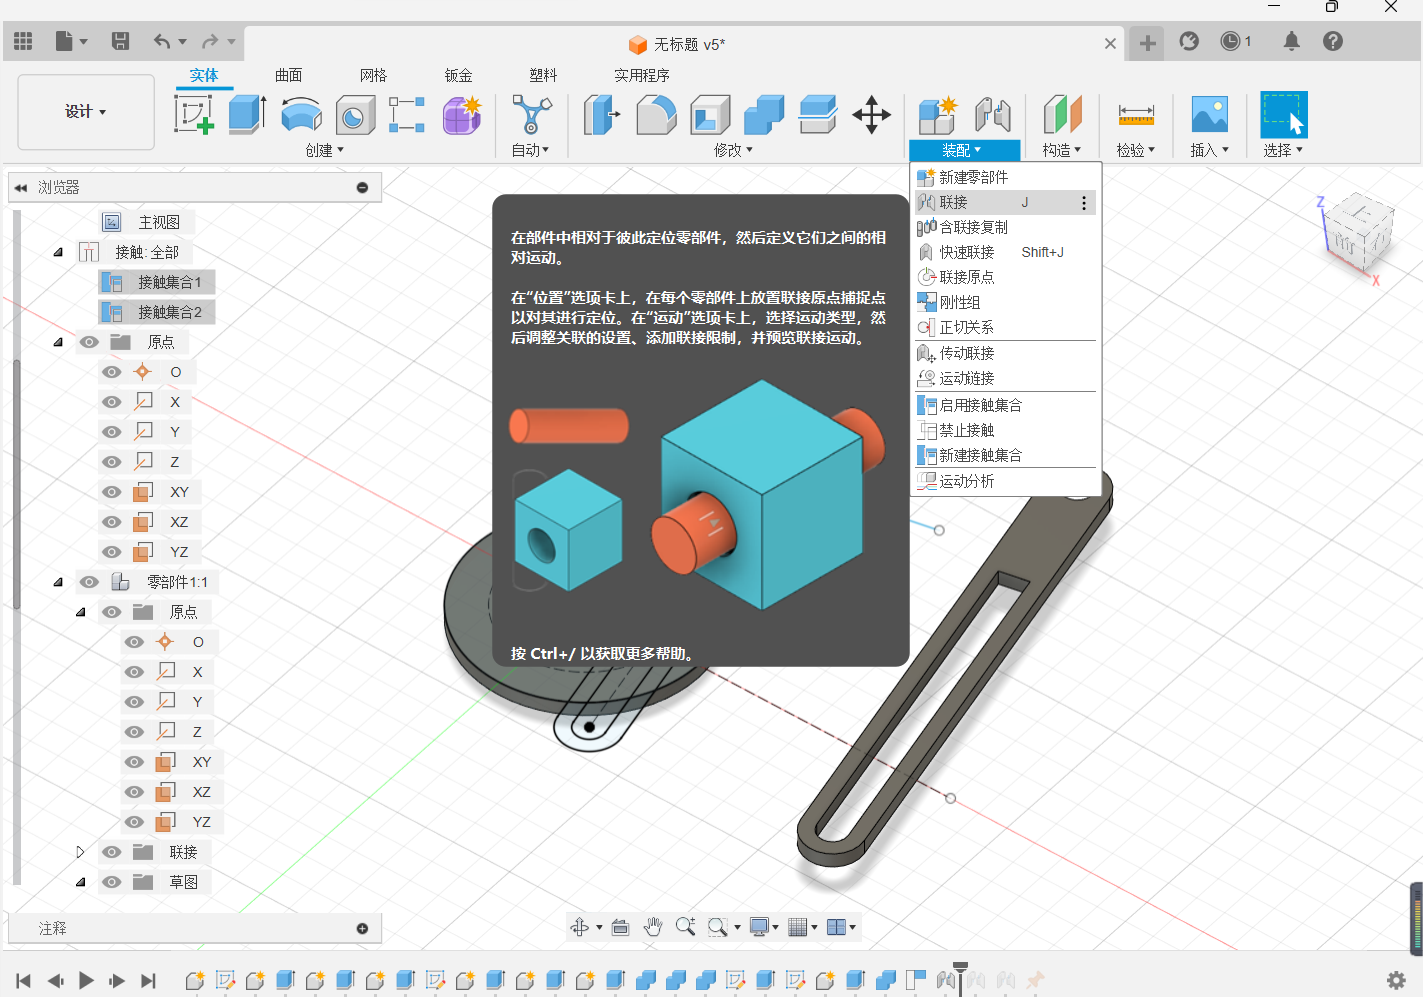 无标题 v5*
1
设计
实体
曲面
网格
钣金
塑料
实用程序
创建
自动
修改
装配
构造
检验
插入
选择
浏览器
主视图
接触: 全部
接触集合1
接触集合2
原点
O
X
Y
Z
XY
XZ
YZ
零部件1:1
原点
O
X
Y
Z
XY
XZ
YZ
联接
草图
注释
在部件中相对于彼此定位零部件，然后定义它们之间的相
对运动。
在“位置”选项卡上，在每个零部件上放置联接原点捕捉点
以对其进行定位。在“运动”选项卡上，选择运动类型，然
后调整关联的设置、添加联接限制，并预览联接运动。
按 Ctrl+/ 以获取更多帮助。
新建零部件
联接 J
含联接复制
快速联接 Shift+J
联接原点
刚性组
正切关系
传动联接
运动链接
启用接触集合
禁止接触
新建接触集合
运动分析
Z
X